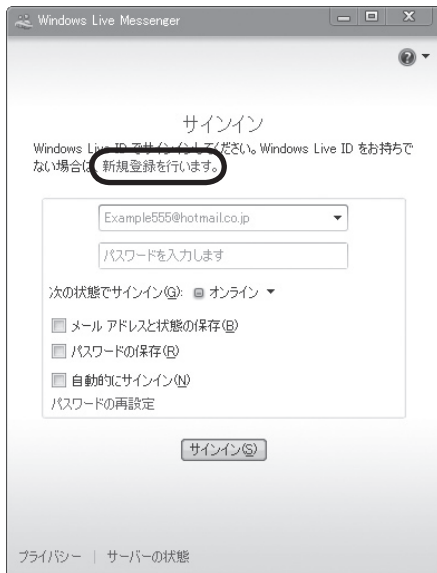 Windows Live Messenger
サインイン
Windows Live ID でサインインしてください。Windows Live ID をお持ちで
ない場合は、新規登録を行います。
Example555@hotmail.co.jp
パスワードを入力します
次の状態でサインイン(G): オンライン
メール アドレスと状態の保存(B)
パスワードの保存(R)
自動的にサインイン(N)
パスワードの再設定
サインイン(S)
プライバシー | サーバーの状態